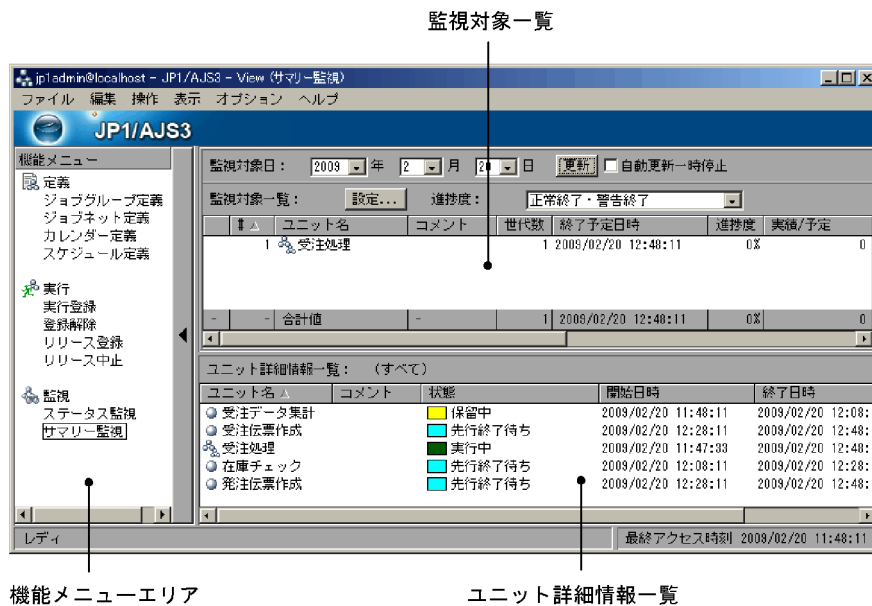 監視対象一覧
jp1admin@localhost - JP1/AJS3 - View (サマリー監視)
ファイル 編集 操作 表示 オプション ヘルプ
JP1/AJS3
機能メニュー
定義
ジョブグループ定義
ジョブネット定義
カレンダー定義
スケジュール定義
実行
実行登録
登録解除
リリース登録
リリース中止
監視
ステータス監視
サマリー監視
監視対象日： 2009 年 2 月 20 日 更新 自動更新一時停止
監視対象一覧： 設定... 進捗度： 正常終了・警告終了
# ユニット名 コメント 世代数 終了予定日時 進捗度 実績/予定
1 受注処理 1 2009/02/20 12:48:11 0% 0
- - 合計値 - 1 2009/02/20 12:48:11 0% 0
ユニット詳細情報一覧： (すべて)
ユニット名 コメント 状態 開始日時 終了日時
受注データ集計 保留中 2009/02/20 11:48:11 2009/02/20 12:08:
受注伝票作成 先行終了待ち 2009/02/20 12:28:11 2009/02/20 12:48:
受注処理 実行中 2009/02/20 11:47:33 2009/02/20 12:48:
在庫チェック 先行終了待ち 2009/02/20 12:08:11 2009/02/20 12:28:
発注伝票作成 先行終了待ち 2009/02/20 12:28:11 2009/02/20 12:48:
レディ 最終アクセス時刻 2009/02/20 11:48:11
機能メニューエリア
ユニット詳細情報一覧